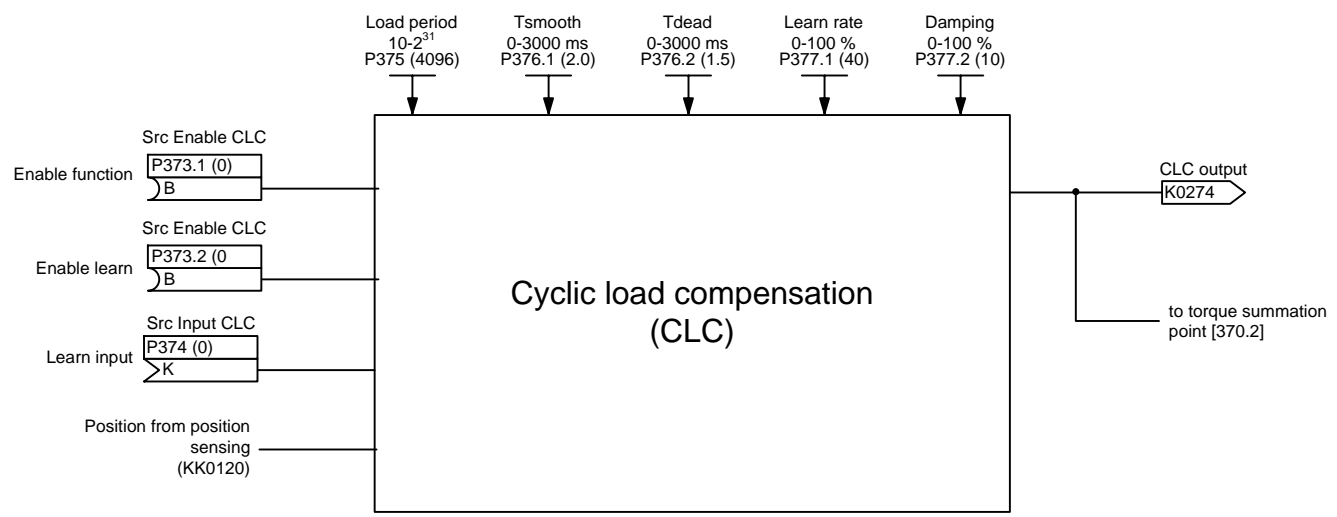 Load period
10-2³¹
P375 (4096)
Tsmooth
0-3000 ms
P376.1 (2.0)
Tdead
0-3000 ms
P376.2 (1.5)
Learn rate
0-100 %
P377.1 (40)
Damping
0-100 %
P377.2 (10)
Src Enable CLC
Enable function
P373.1 (0)
B
Src Enable CLC
Enable learn
P373.2 (0
B
Src Input CLC
Learn input
P374 (0)
K
Position from position
sensing
(KK0120)
Cyclic load compensation
(CLC)
CLC output
K0274
to torque summation
point [370.2]